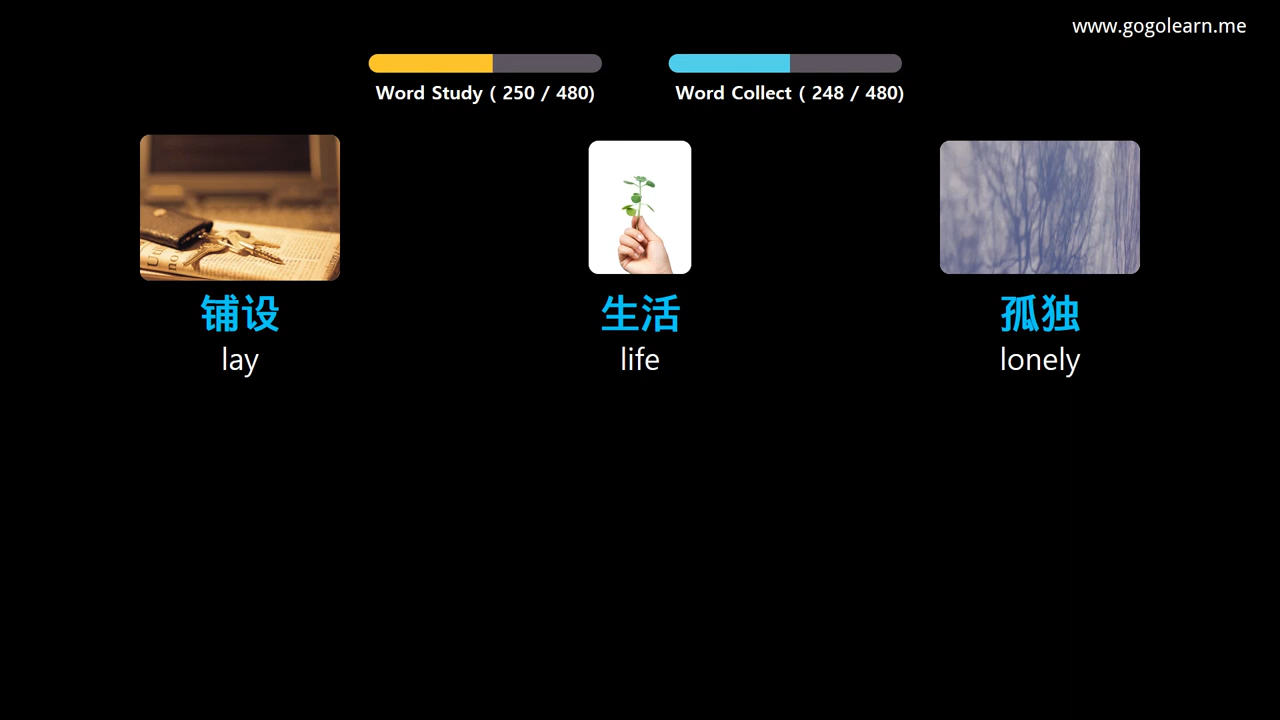 www.gogolearn.me
Word Study ( 250 / 480)
Word Collect ( 248 / 480)
铺设
生活
孤独
lay
life
lonely